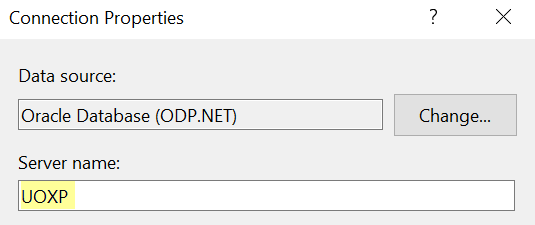 Connection Properties ? ×
Data source:
Oracle Database (ODP.NET) Change...
Server name:
UOXP